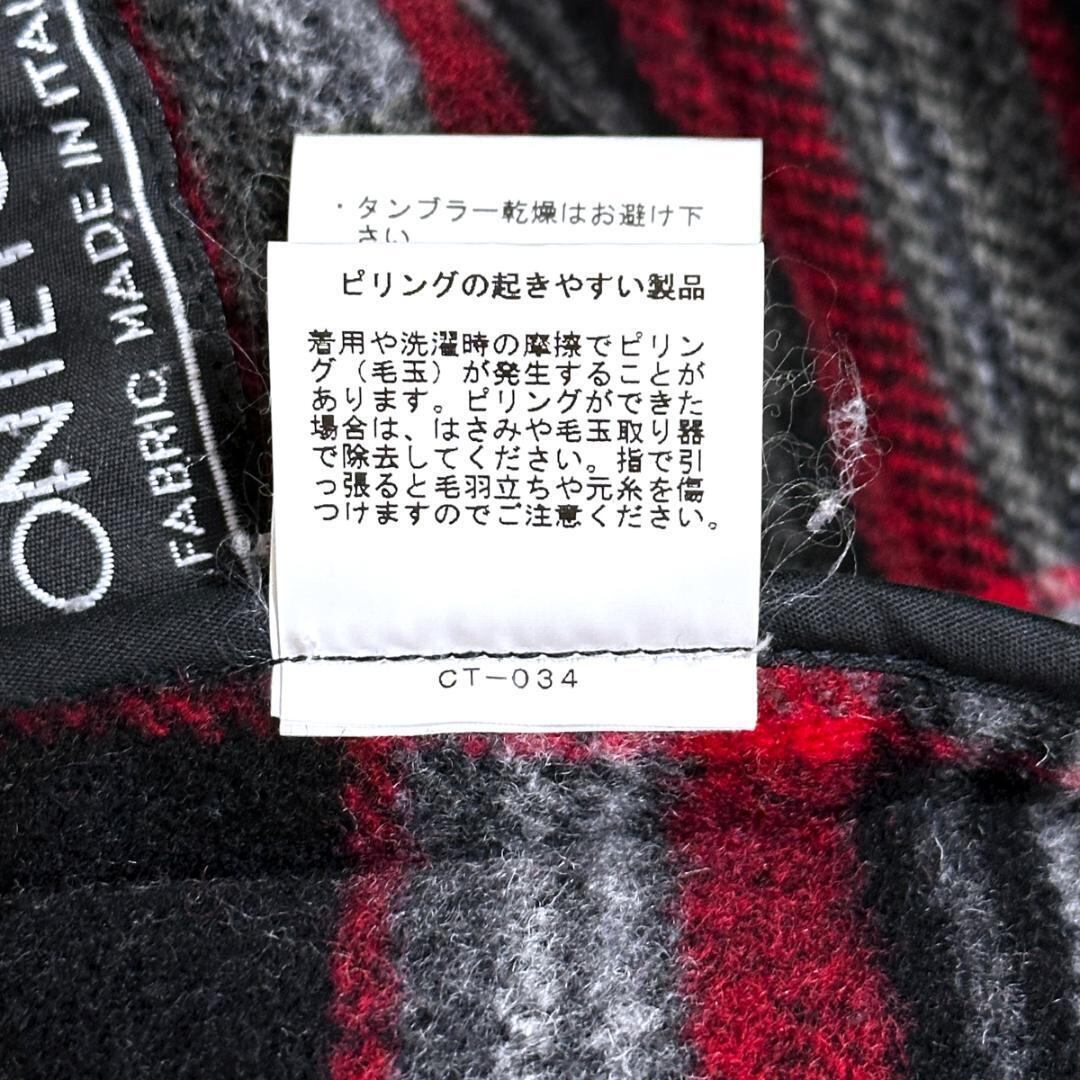 ・タンブラー乾燥はお避け下
さい
ピリングの起きやすい製品
着用や洗濯時の摩擦でピリン
グ（毛玉）が発生することが
あります。ピリングができた
場合は、はさみや毛玉取り器
で除去してください。指で引
っ張ると毛羽立ちや元糸を傷
つけますのでご注意ください。
CT-034
FABRIC MADE IN